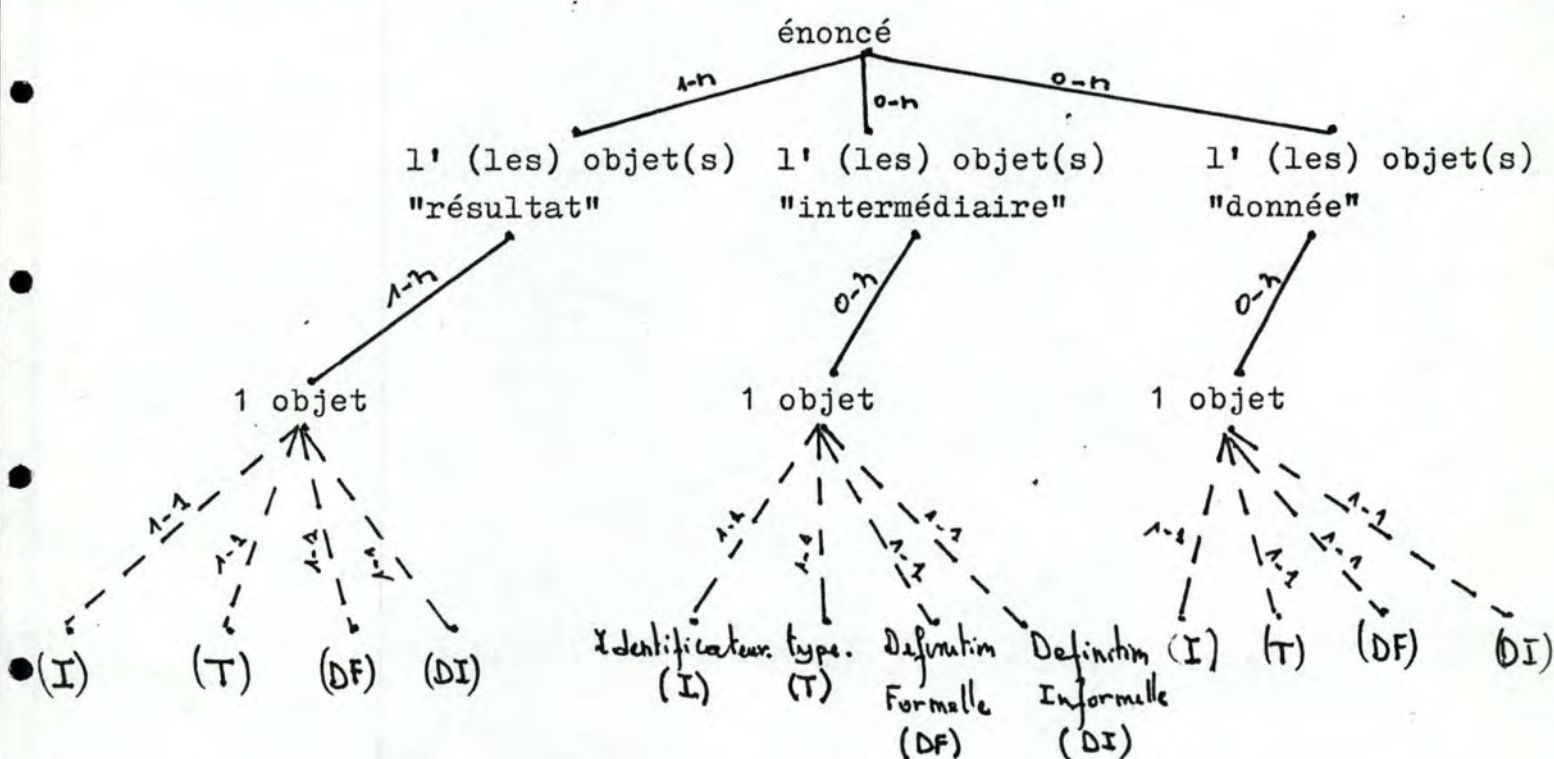 énoncé
1-n 0-n 0-n
l' (les) objet(s) l' (les) objet(s) l' (les) objet(s)
"résultat" "intermédiaire" "donnée"
1-n 0-n 0-n
1 objet 1 objet 1 objet
1-1 1-1 1-1 1-1 1-1 1-1 1-1 1-1 1-1 1-1 1-1 1-1
(I) (T) (DF) (DI) Identificateur. type. Definition Definition (I) (T) (DF) (DI)
(I) (T) Formelle Informelle
(DF) (DI)